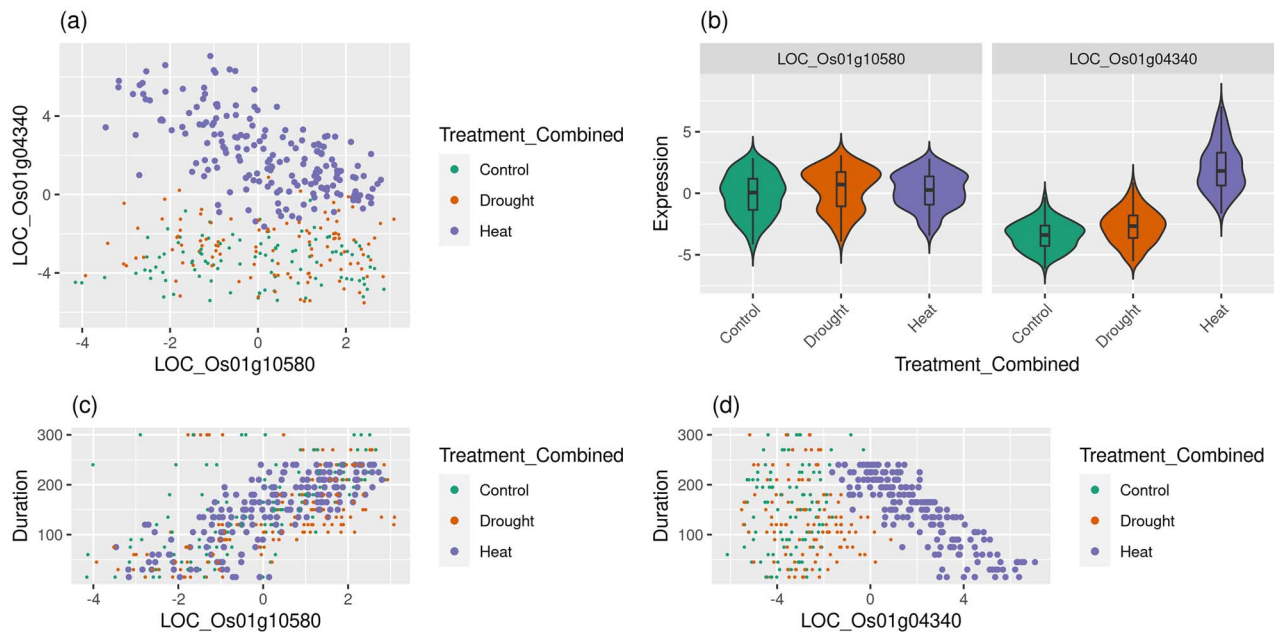 (a)
LOC_Os01g04340
4
0
-4
-4
-2
0
2
LOC_Os01g10580
Treatment_Combined
Control
Drought
Heat
(b)
LOC_Os01g10580
LOC_Os01g04340
Expression
5
0
-5
Control
Drought
Heat
Control
Drought
Heat
Treatment_Combined
(c)
Duration
300
200
100
-4
-2
0
2
LOC_Os01g10580
Treatment_Combined
Control
Drought
Heat
(d)
Duration
300
200
100
-4
0
4
LOC_Os01g04340
Treatment_Combined
Control
Drought
Heat